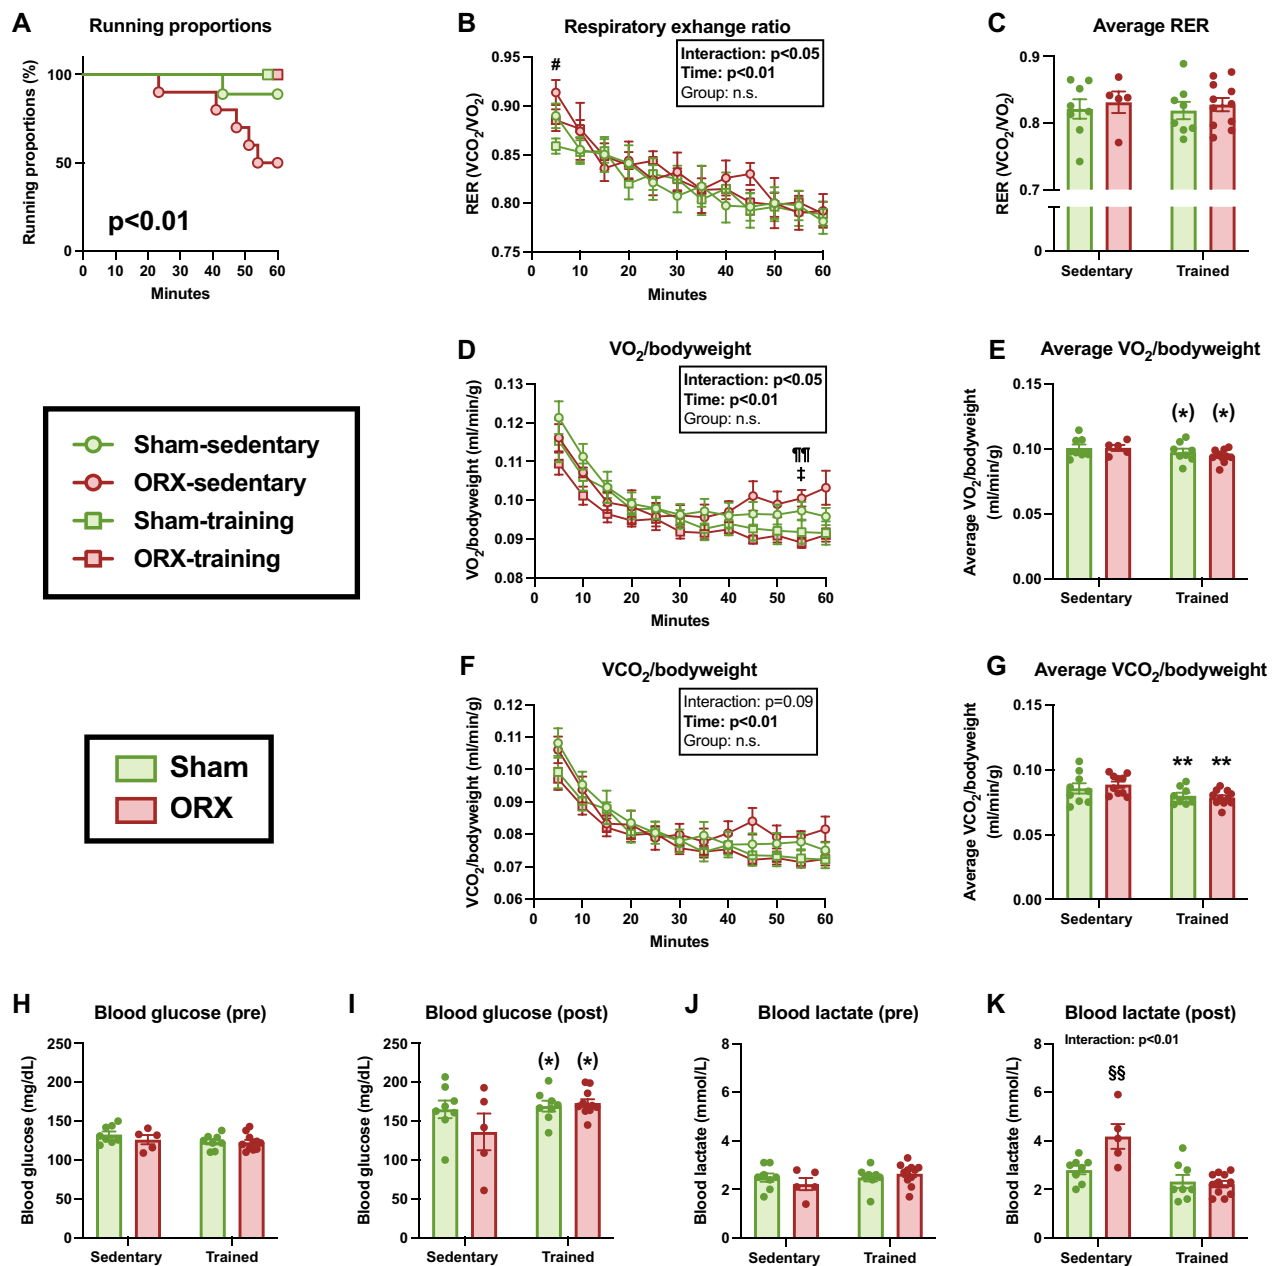 A
Running proportions
Running proportions (%)
100
50
0
p<0.01
0 10 20 30 40 50 60
Minutes
B
Respiratory exhange ratio
Interaction: p<0.05
Time: p<0.01
Group: n.s.
#
RER (VCO2/VO2)
0.95
0.90
0.85
0.80
0.75
0 10 20 30 40 50 60
Minutes
C
Average RER
RER (VCO2/VO2)
0.9
0.8
0.7
0
Sedentary Trained
Sham-sedentary
ORX-sedentary
Sham-training
ORX-training
D
VO2/bodyweight
Interaction: p<0.05
Time: p<0.01
Group: n.s.
¶¶
‡
VO2/bodyweight (ml/min/g)
0.13
0.12
0.11
0.10
0.09
0.08
0 10 20 30 40 50 60
Minutes
E
Average VO2/bodyweight
Average VO2/bodyweight
(ml/min/g)
0.15
0.10
0.05
0.00
(*) (*)
Sedentary Trained
Sham
ORX
F
VCO2/bodyweight
Interaction: p=0.09
Time: p<0.01
Group: n.s.
VCO2/bodyweight (ml/min/g)
0.12
0.11
0.10
0.09
0.08
0.07
0.06
0 10 20 30 40 50 60
Minutes
G
Average VCO2/bodyweight
Average VCO2/bodyweight
(ml/min/g)
0.15
0.10
0.05
0.00
** **
Sedentary Trained
H
Blood glucose (pre)
Blood glucose (mg/dL)
250
200
150
100
50
0
Sedentary Trained
I
Blood glucose (post)
Blood glucose (mg/dL)
250
200
150
100
50
0
(*) (*)
Sedentary Trained
J
Blood lactate (pre)
Blood lactate (mmol/L)
8
6
4
2
0
Sedentary Trained
K
Blood lactate (post)
Interaction: p<0.01
§§
Blood lactate (mmol/L)
8
6
4
2
0
Sedentary Trained